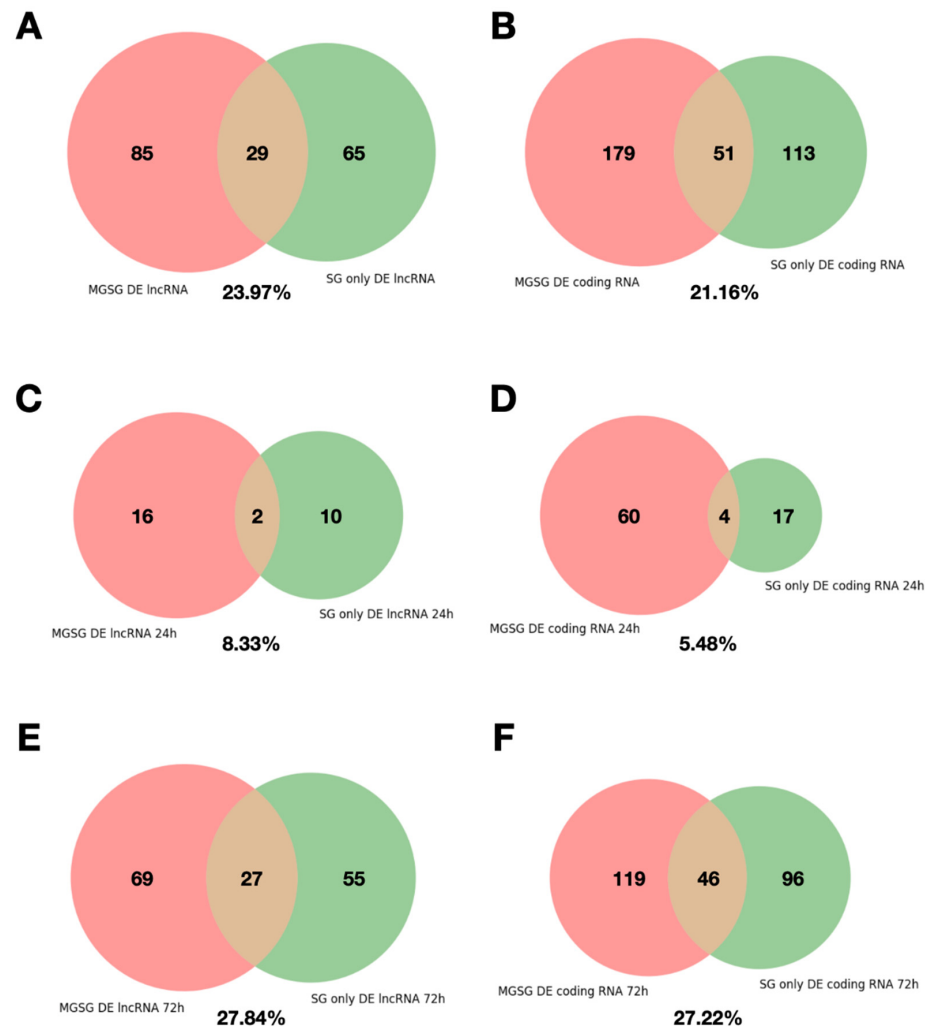 A
B
85
29
65
179
51
113
MGSG DE lncRNA
23.97%
SG only DE lncRNA
MGSG DE coding RNA
21.16%
SG only DE coding RNA
C
D
16
2
10
60
4
17
MGSG DE lncRNA 24h
8.33%
SG only DE lncRNA 24h
MGSG DE coding RNA 24h
5.48%
SG only DE coding RNA 24h
E
F
69
27
55
119
46
96
MGSG DE lncRNA 72h
27.84%
SG only DE lncRNA 72h
MGSG DE coding RNA 72h
27.22%
SG only DE coding RNA 72h